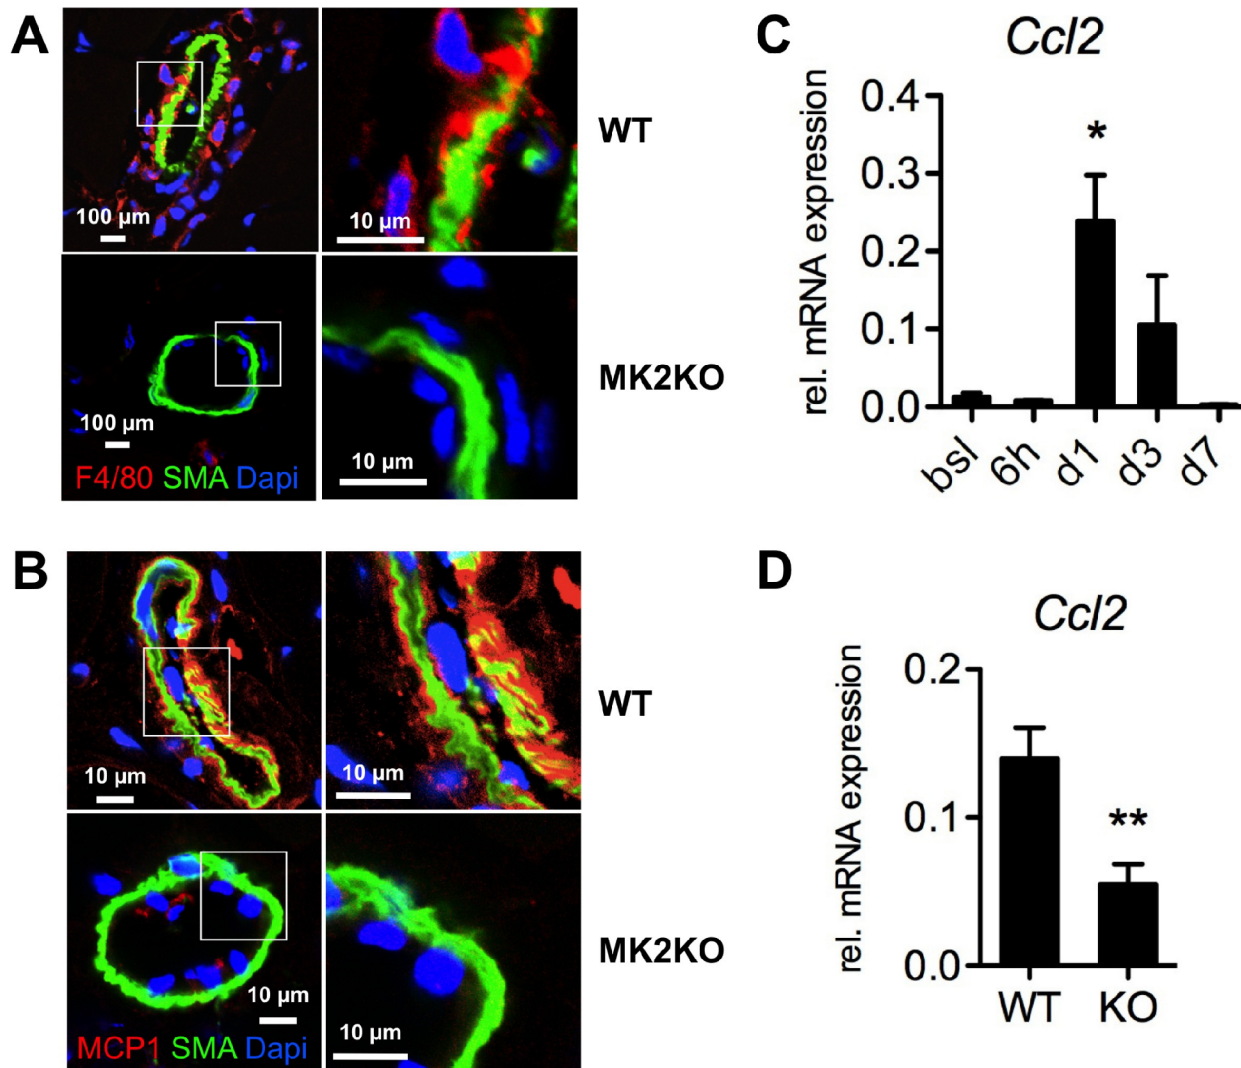 A
100 µm
10 µm
WT
100 µm
F4/80 SMA Dapi
10 µm
MK2KO
B
10 µm
10 µm
WT
10 µm
MCP1 SMA Dapi
10 µm
MK2KO
C
Ccl2
rel. mRNA expression
0.4
0.3
0.2
0.1
0.0
*
bsl
6h
d1
d3
d7
D
Ccl2
rel. mRNA expression
0.2
0.1
0.0
**
WT
KO